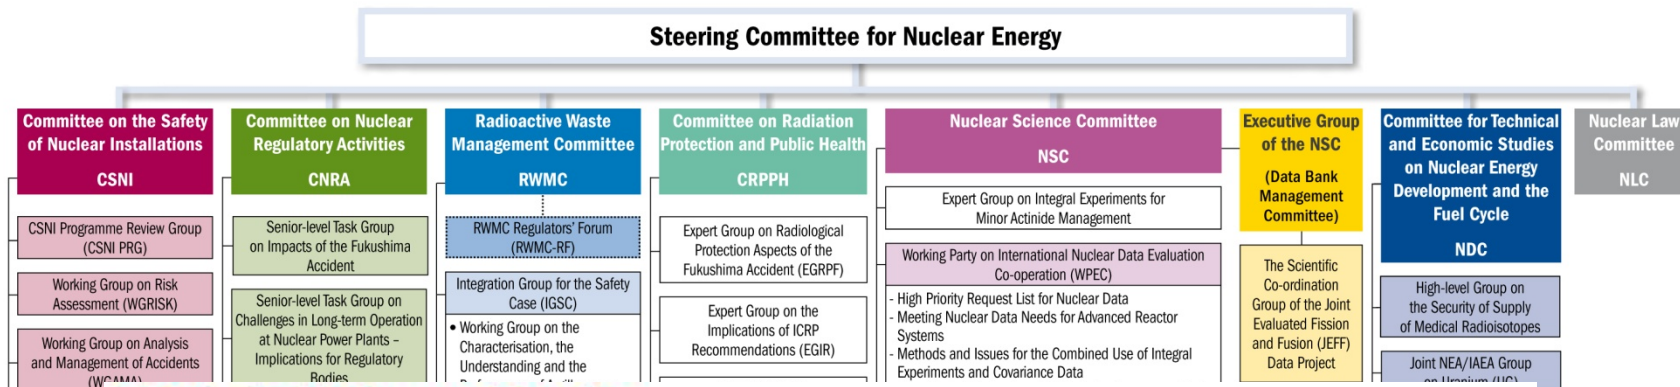 Steering Committee for Nuclear Energy
Committee on the Safety
of Nuclear Installations
CSNI
CSNI Programme Review Group
(CSNI PRG)
Working Group on Risk
Assessment (WGRISK)
Working Group on Analysis
and Management of Accidents
(WGAMA)
Committee on Nuclear
Regulatory Activities
CNRA
Senior-level Task Group
on Impacts of the Fukushima
Accident
Senior-level Task Group on
Challenges in Long-term Operation
at Nuclear Power Plants –
Implications for Regulatory
Bodies
Radioactive Waste
Management Committee
RWMC
RWMC Regulators' Forum
(RWMC-RF)
Integration Group for the Safety
Case (IGSC)
• Working Group on the
Characterisation, the
Understanding and the
Committee on Radiation
Protection and Public Health
CRPPH
Expert Group on Radiological
Protection Aspects of the
Fukushima Accident (EGRPF)
Expert Group on the
Implications of ICRP
Recommendations (EGIR)
Nuclear Science Committee
NSC
Expert Group on Integral Experiments for
Minor Actinide Management
Working Party on International Nuclear Data Evaluation
Co-operation (WPEC)
- High Priority Request List for Nuclear Data
- Meeting Nuclear Data Needs for Advanced Reactor
Systems
- Methods and Issues for the Combined Use of Integral
Experiments and Covariance Data
Executive Group
of the NSC
(Data Bank
Management
Committee)
The Scientific
Co-ordination
Group of the Joint
Evaluated Fission
and Fusion (JEFF)
Data Project
Committee for Technical
and Economic Studies
on Nuclear Energy
Development and the
Fuel Cycle
NDC
High-level Group on
the Security of Supply
of Medical Radioisotopes
Joint NEA/IAEA Group
on Uranium (UG)
Nuclear Law
Committee
NLC